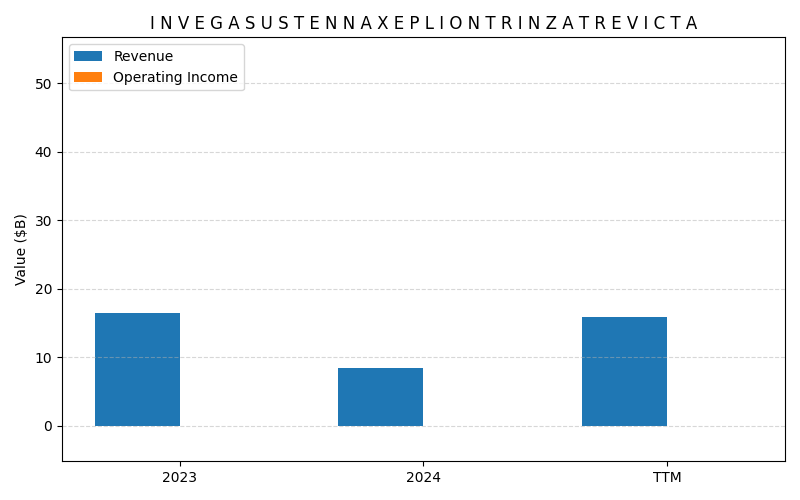 I N V E G A S U S T E N N A X E P L I O N T R I N Z A T R E V I C T A
Revenue
Operating Income
Value ($B)
50
40
30
20
10
0
2023 2024 TTM